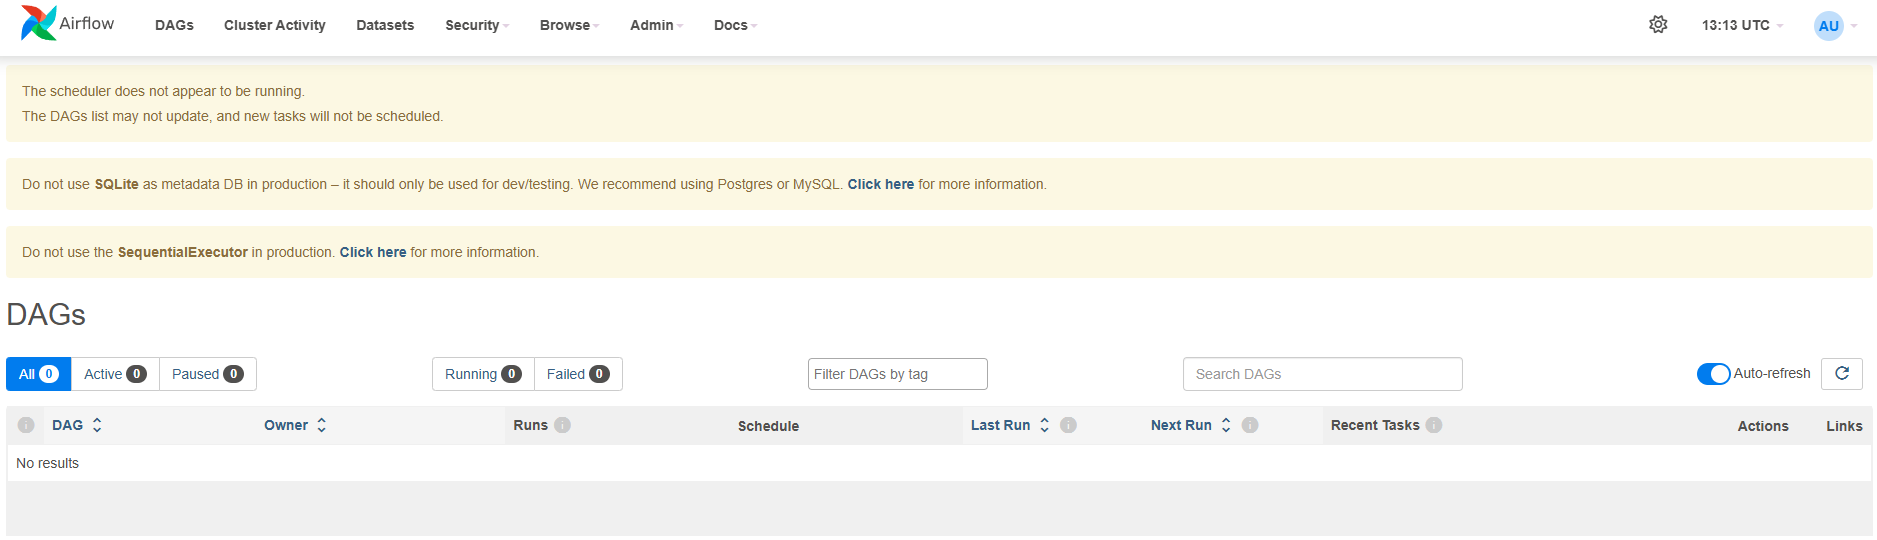 Airflow DAGs Cluster Activity Datasets Security Browse Admin Docs 13:13 UTC AU
The scheduler does not appear to be running.
The DAGs list may not update, and new tasks will not be scheduled.
Do not use SQLite as metadata DB in production – it should only be used for dev/testing. We recommend using Postgres or MySQL. Click here for more information.
Do not use the SequentialExecutor in production. Click here for more information.
DAGs
All 0 Active 0 Paused 0 Running 0 Failed 0 Filter DAGs by tag Search DAGs Auto-refresh
i DAG Owner Runs i Schedule Last Run i Next Run i Recent Tasks i Actions Links
No results